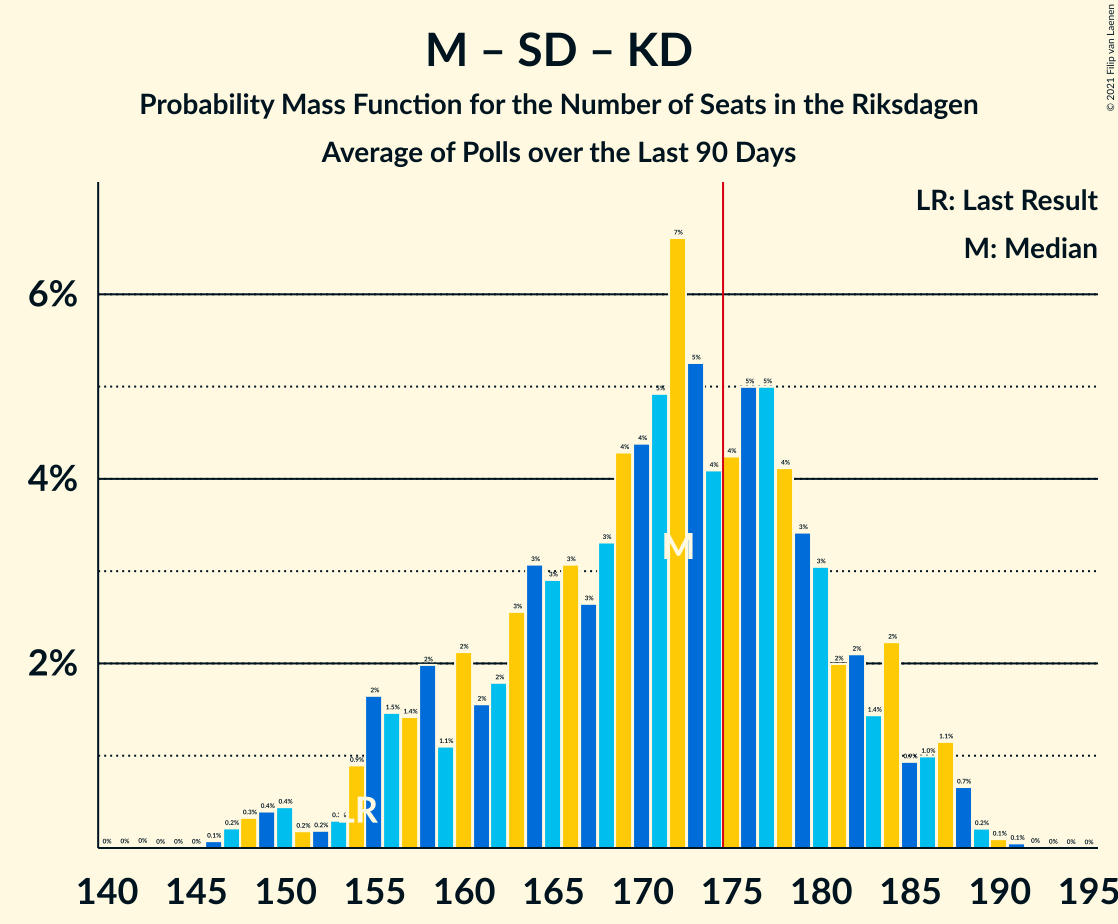 M – SD – KD
Probability Mass Function for the Number of Seats in the Riksdagen
Average of Polls over the Last 90 Days
© 2021 Filip van Laenen
LR: Last Result
M: Median
6%
4%
2%
0% 0% 0% 0% 0% 0% 0.1% 0.2% 0.3% 0.4% 0.4% 0.2% 0.2% 0.9% 2% 1.5% 1.4% 2% 1.1% 2% 2% 2% 3% 3% 3% 3% 3% 3% 4% 4% 5% 7% 5% 4% 4% 5% 5% 4% 3% 3% 2% 2% 1.4% 2% 0.9% 1.0% 1.1% 0.7% 0.2% 0.1% 0.1% 0% 0% 0% 0%
M
LR
140 145 150 155 160 165 170 175 180 185 190 195